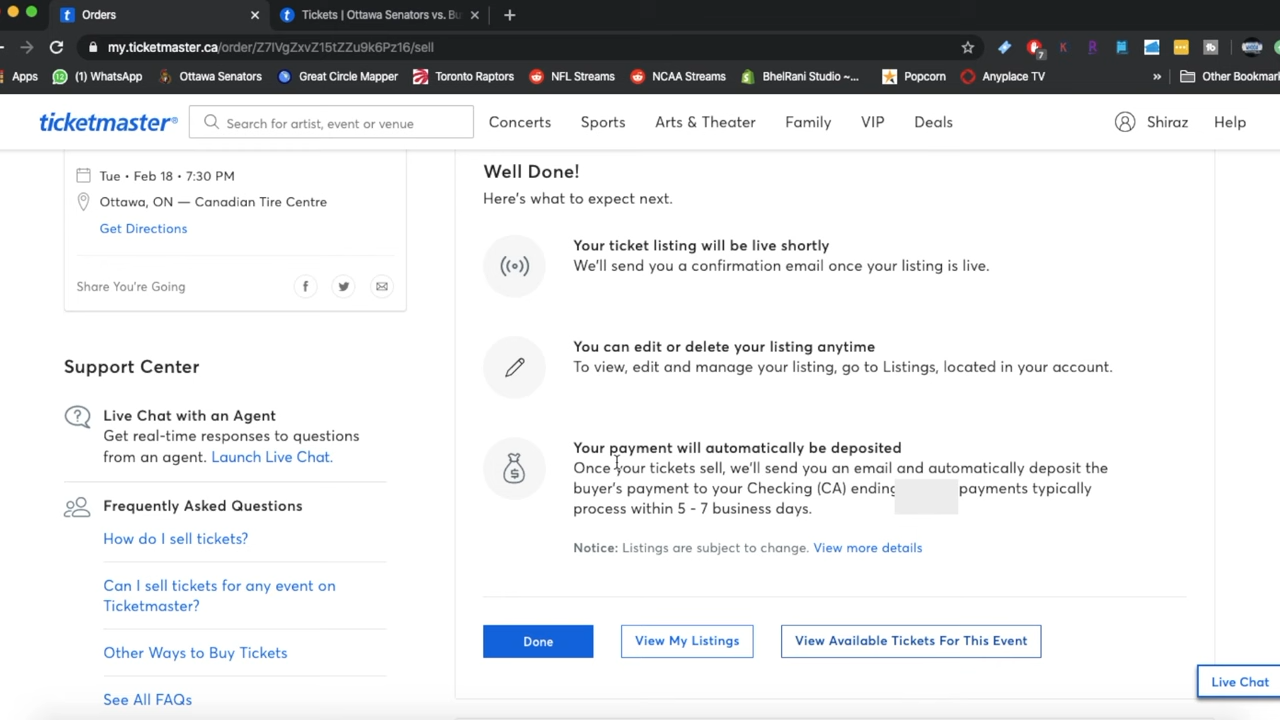 Orders
Tickets | Ottawa Senators vs. Bu
my.ticketmaster.ca/order/Z7IVgZxvZ15tZZu9k6Pz16/sell
7
Apps
(1) WhatsApp
Ottawa Senators
Great Circle Mapper
Toronto Raptors
NFL Streams
NCAA Streams
BhelRani Studio ~...
Popcorn
Anyplace TV
»
Other Bookmar
ticketmaster®
Search for artist, event or venue
Concerts
Sports
Arts & Theater
Family
VIP
Deals
Shiraz
Help
Tue • Feb 18 • 7:30 PM
Ottawa, ON — Canadian Tire Centre
Get Directions
Share You're Going
Support Center
Live Chat with an Agent
Get real-time responses to questions
from an agent. Launch Live Chat.
Frequently Asked Questions
How do I sell tickets?
Can I sell tickets for any event on
Ticketmaster?
Other Ways to Buy Tickets
See All FAQs
Well Done!
Here's what to expect next.
Your ticket listing will be live shortly
We'll send you a confirmation email once your listing is live.
You can edit or delete your listing anytime
To view, edit and manage your listing, go to Listings, located in your account.
Your payment will automatically be deposited
Once your tickets sell, we'll send you an email and automatically deposit the
buyer's payment to your Checking (CA) ending payments typically
process within 5 - 7 business days.
Notice: Listings are subject to change. View more details
Done
View My Listings
View Available Tickets For This Event
Live Chat